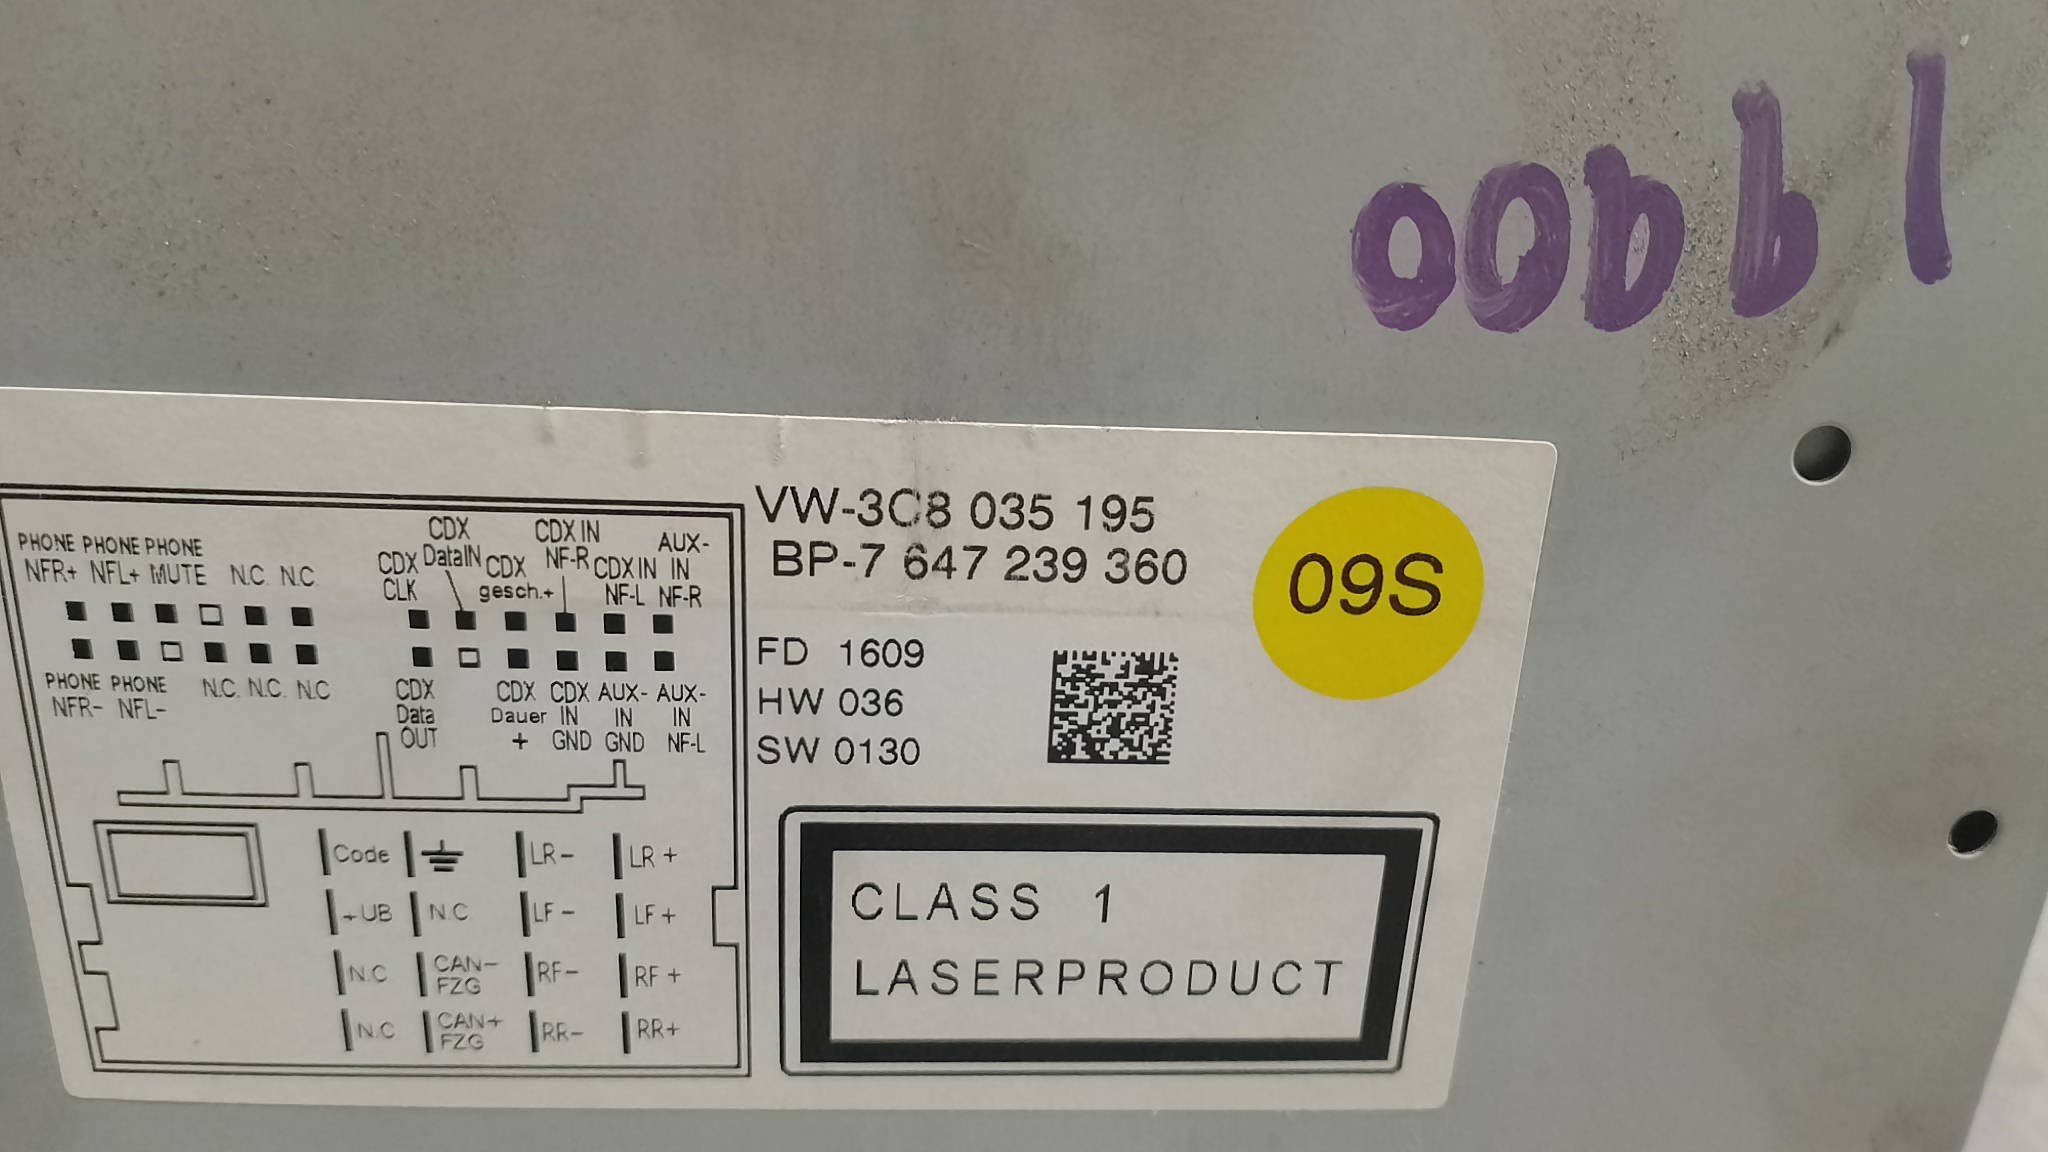 00bb1
VW-3C8 035 195
BP-7 647 239 360
09S
FD 1609
HW 036
SW 0130
CLASS 1
LASERPRODUCT
PHONE NFR+
PHONE NFL+
PHONE MUTE
N.C.
N.C.
PHONE NFR-
PHONE NFL-
N.C.
N.C.
N.C
CDX CLK
CDX DataIN
CDX gesch.+
CDX IN NF-R
CDX IN NF-L
AUX-IN NF-R
CDX Data OUT
CDX Dauer +
CDX IN GND
AUX-IN GND
AUX-IN NF-L
Code LR- LR+
+UB N.C LF- LF+
N.C CAN- FZG RF- RF+
N.C CAN+ FZG RR- RR+